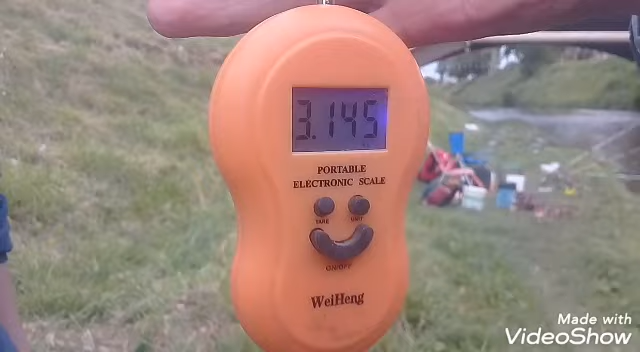 3.145
PORTABLE
ELECTRONIC SCALE
TARE UNIT
ON/OFF
WeiHeng
Made with
VideoShow